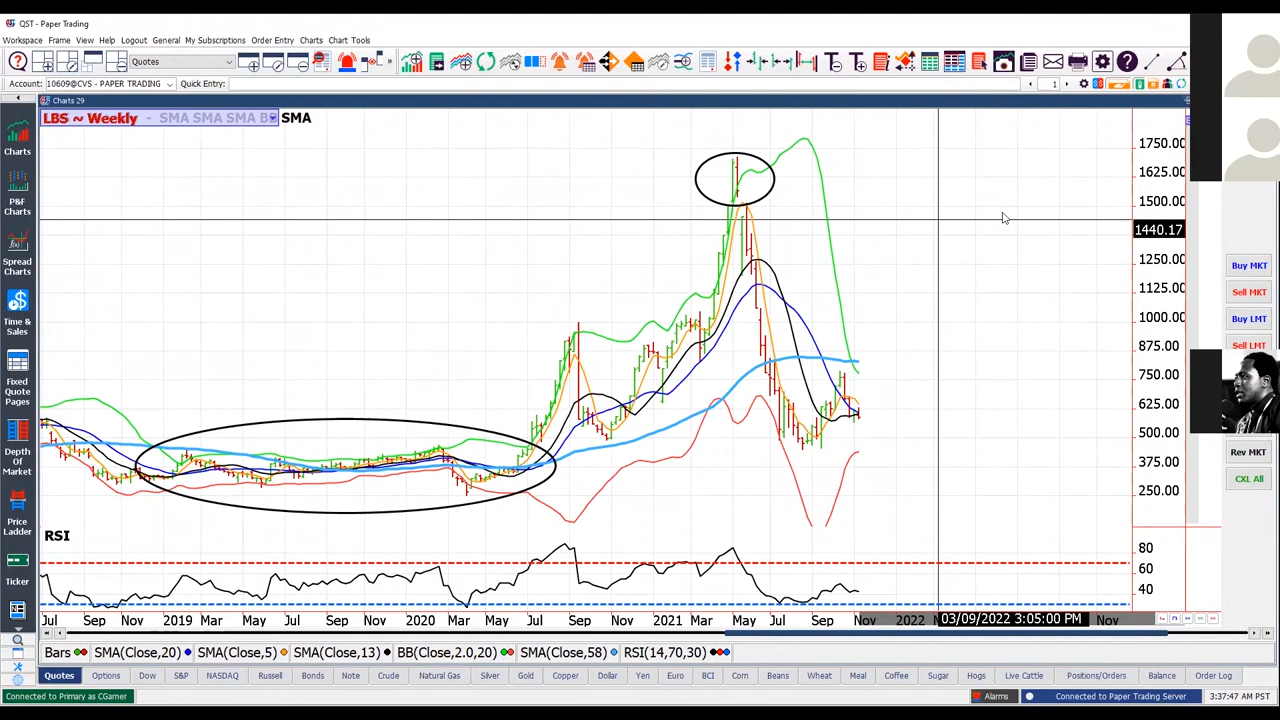 QST - Paper Trading
Workspace Frame View Help Logout General My Subscriptions Order Entry Charts Chart Tools
Quotes
Account: 10609@CVS - PAPER TRADING Quick Entry: 1
Charts 29
LBS ~ Weekly - SMA SMA SMA B SMA
Charts
P&F Charts
Spread Charts
Time & Sales
Fixed Quote Pages
Depth Of Market
Price Ladder
Ticker
1750.00
1625.00
1500.00
1440.17
1250.00
1125.00
1000.00
875.00
750.00
625.00
500.00
375.00
250.00
Buy MKT
Sell MKT
Buy LMT
Sell LMT
Rev MKT
CXL All
RSI
80
60
40
Jul Sep Nov 2019 Mar May Jul Sep Nov 2020 Mar May Jul Sep Nov 2021 Mar May Jul Sep Nov 2022 03/09/2022 3:05:00 PM Nov
Bars SMA(Close,20) SMA(Close,5) SMA(Close,13) BB(Close,2.0,20) SMA(Close,58) RSI(14,70,30)
Quotes Options Dow S&P NASDAQ Russell Bonds Note Crude Natural Gas Silver Gold Copper Dollar Yen Euro BCI Corn Beans Wheat Meal Coffee Sugar Hogs Live Cattle Positions/Orders Balance Order Log
Connected to Primary as CGarner Alarms Connected to Paper Trading Server 3:37:47 AM PST